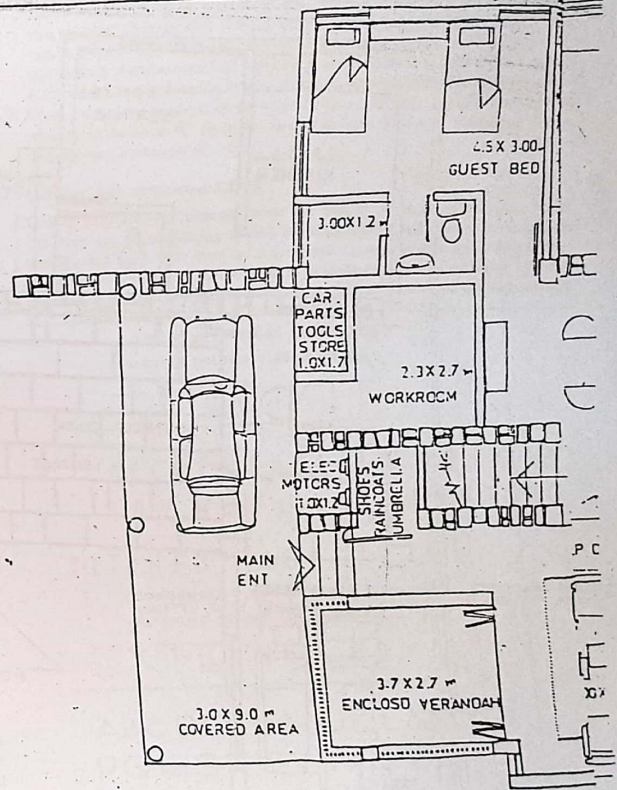 4.5 X 3.00
GUEST BED
3.00X1.2 m
CAR
PARTS
TOOLS
STORE
1.0X1.7
2.3X2.7 m
WORKROOM
ELEC
MOTORS
1.0X1.2
SHOES
RAINCOATS
UMBRELLA
MAIN
ENT
P C
3.7X2.7 m
ENCLOSD VERANDAH
3.0X9.0 m
COVERED AREA